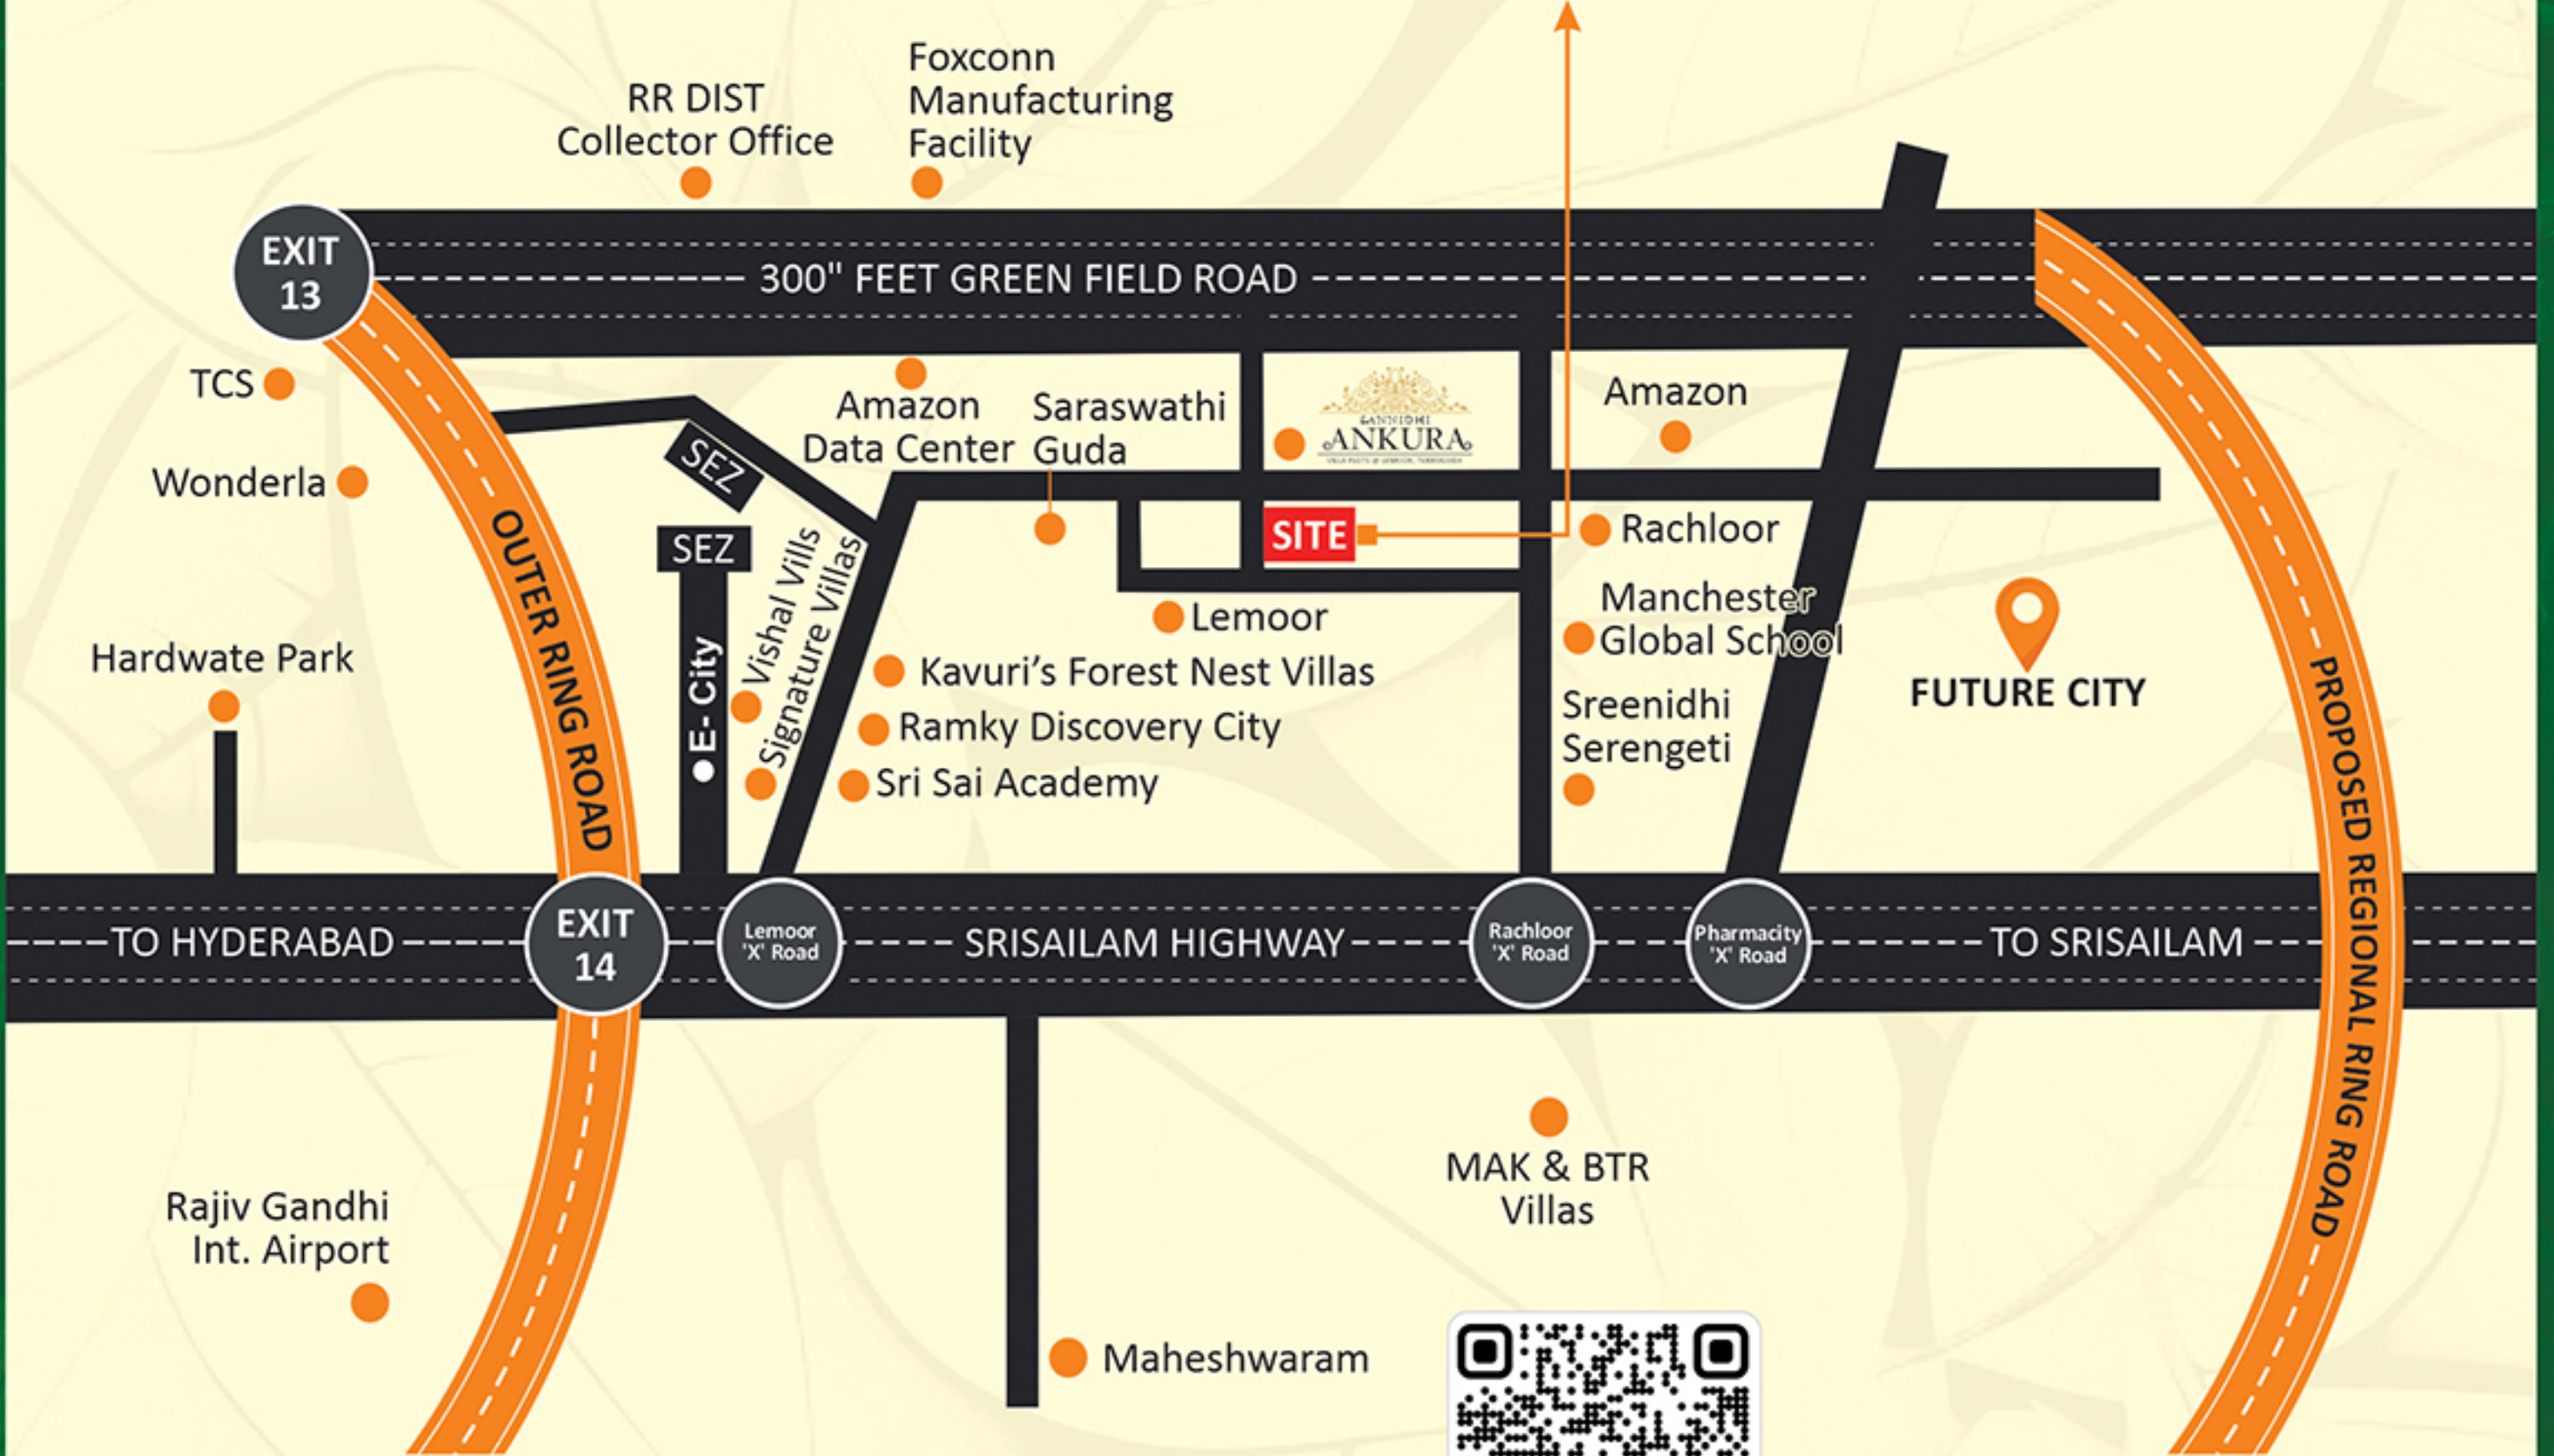 Foxconn
Manufacturing
Facility
RR DIST
Collector Office
EXIT
13
300" FEET GREEN FIELD ROAD
TCS
Wonderla
Hardwate Park
OUTER RING ROAD
SEZ
SEZ
E- City
Vishal Vills
Signature Villas
Amazon
Data Center
Saraswathi
Guda
SANNIDHI
ANKURA
SITE
Amazon
Rachloor
Manchester
Global School
Sreenidhi
Serengeti
Lemoor
Kavuri’s Forest Nest Villas
Ramky Discovery City
Sri Sai Academy
FUTURE CITY
PROPOSED REGIONAL RING ROAD
TO HYDERABAD
EXIT
14
Lemoor
'X' Road
SRISAILAM HIGHWAY
Rachloor
'X' Road
Pharmacity
'X' Road
TO SRISAILAM
Rajiv Gandhi
Int. Airport
MAK & BTR
Villas
Maheshwaram